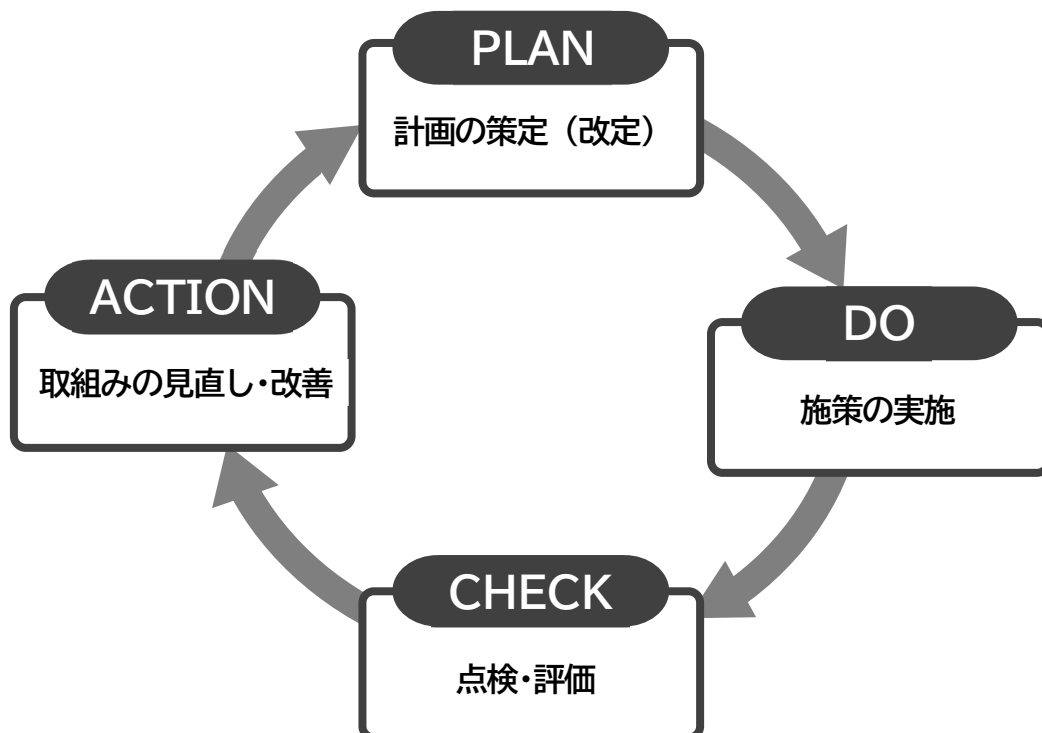 PLAN
計画の策定（改定）
DO
施策の実施
CHECK
点検・評価
ACTION
取組みの見直し・改善